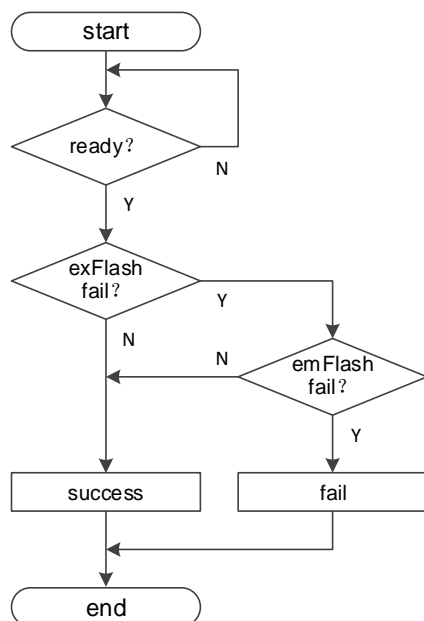 start
ready？
N
Y
exFlash
fail？
Y
N
N
emFlash
fail？
Y
success
fail
end